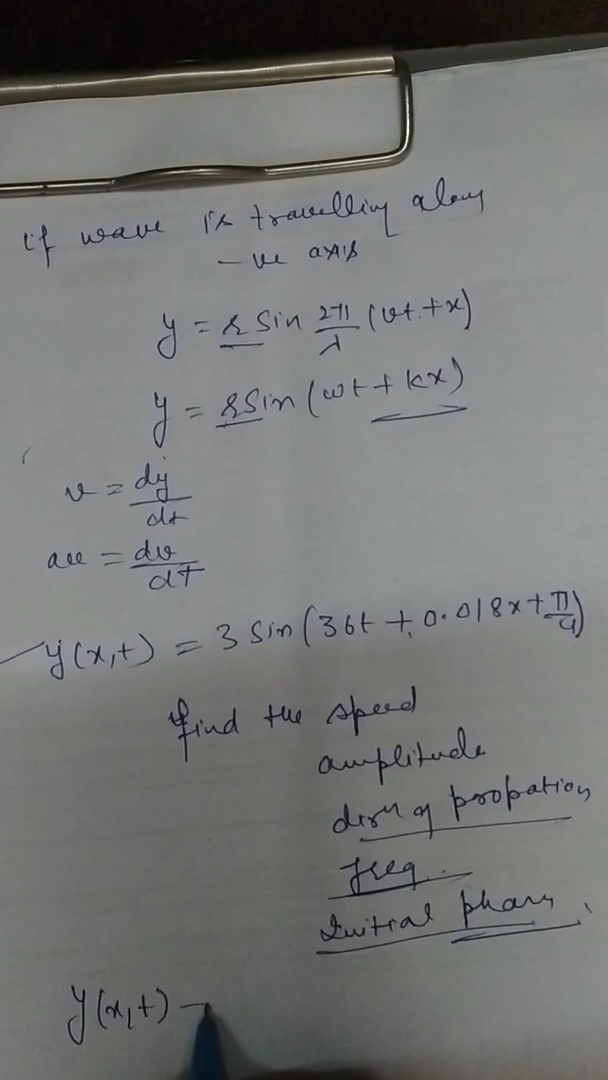 if wave is travelling along
-ve axis
y = r sin 2π/λ (vt + x)
y = r sin (ωt + kx)
v = dy/dt
acc = dv/dt
y(x,t) = 3 sin (36t + 0.018x + π/4)
find the speed
amplitude
dirn of propation
freq.
Initial phase
y(x,t) -